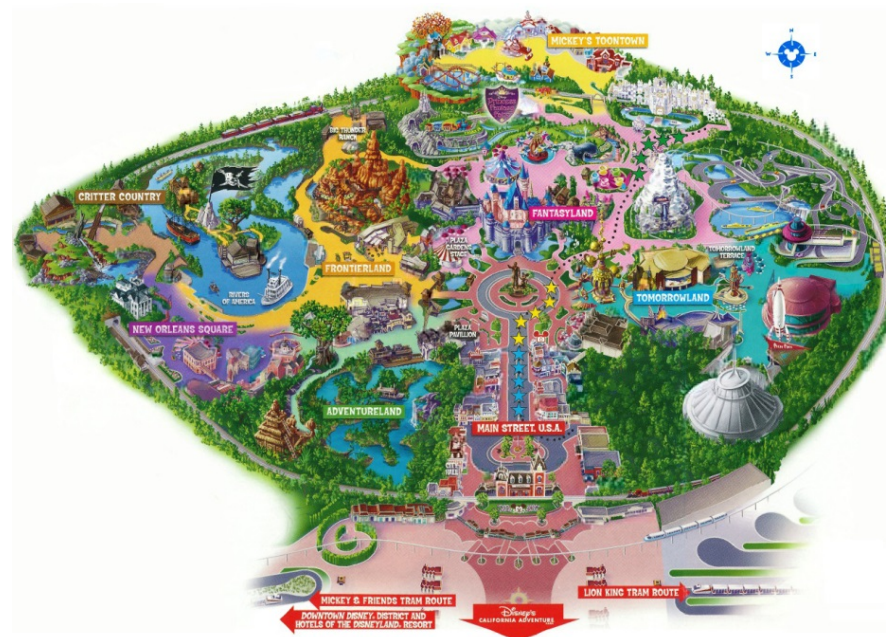 MICKEY'S TOONTOWN
W
E
BIG THUNDER
RANCH
CRITTER COUNTRY
FANTASYLAND
PLAZA
GARDENS
STAGE
FRONTIERLAND
TOMORROWLAND
TERRACE
RIVERS
OF AMERICA
TOMORROWLAND
NEW ORLEANS SQUARE
PLAZA
PAVILION
ADVENTURELAND
MAIN STREET, U.S.A.
LION KING TRAM ROUTE
MICKEY & FRIENDS TRAM ROUTE
DOWNTOWN DISNEY® DISTRICT AND
HOTELS OF THE DISNEYLAND® RESORT
Disney's
CALIFORNIA ADVENTURE